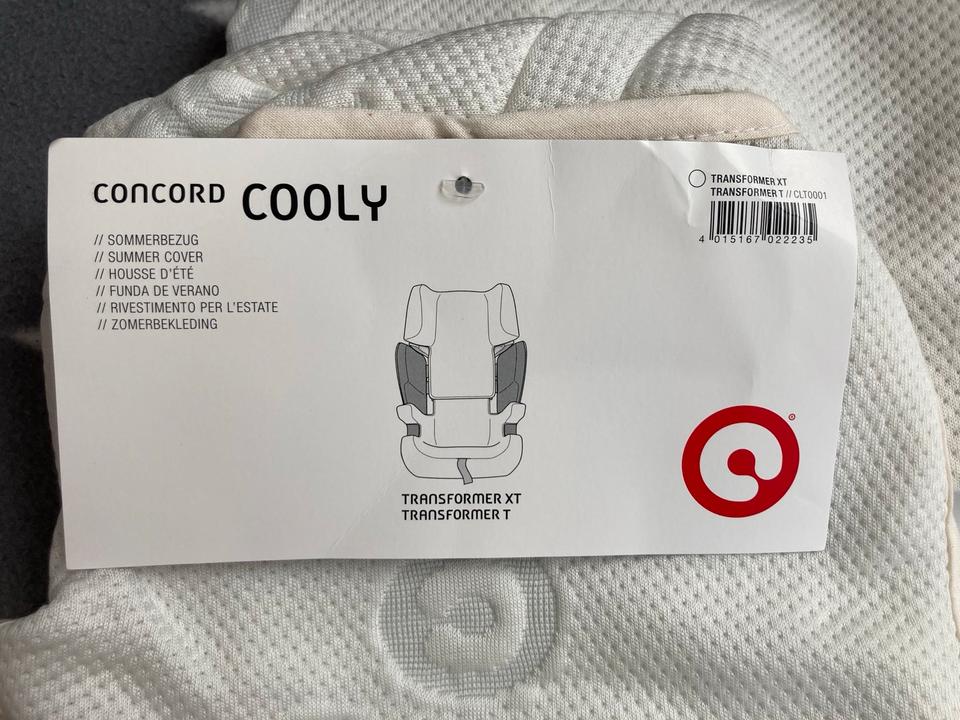 CONCORD COOLY
// SOMMERBEZUG
// SUMMER COVER
// HOUSSE D'ÉTÉ
// FUNDA DE VERANO
// RIVESTIMENTO PER L'ESTATE
// ZOMERBEKLEDING
TRANSFORMER XT
TRANSFORMER T // CLT0001
4 015167 022235
TRANSFORMER XT
TRANSFORMER T
®